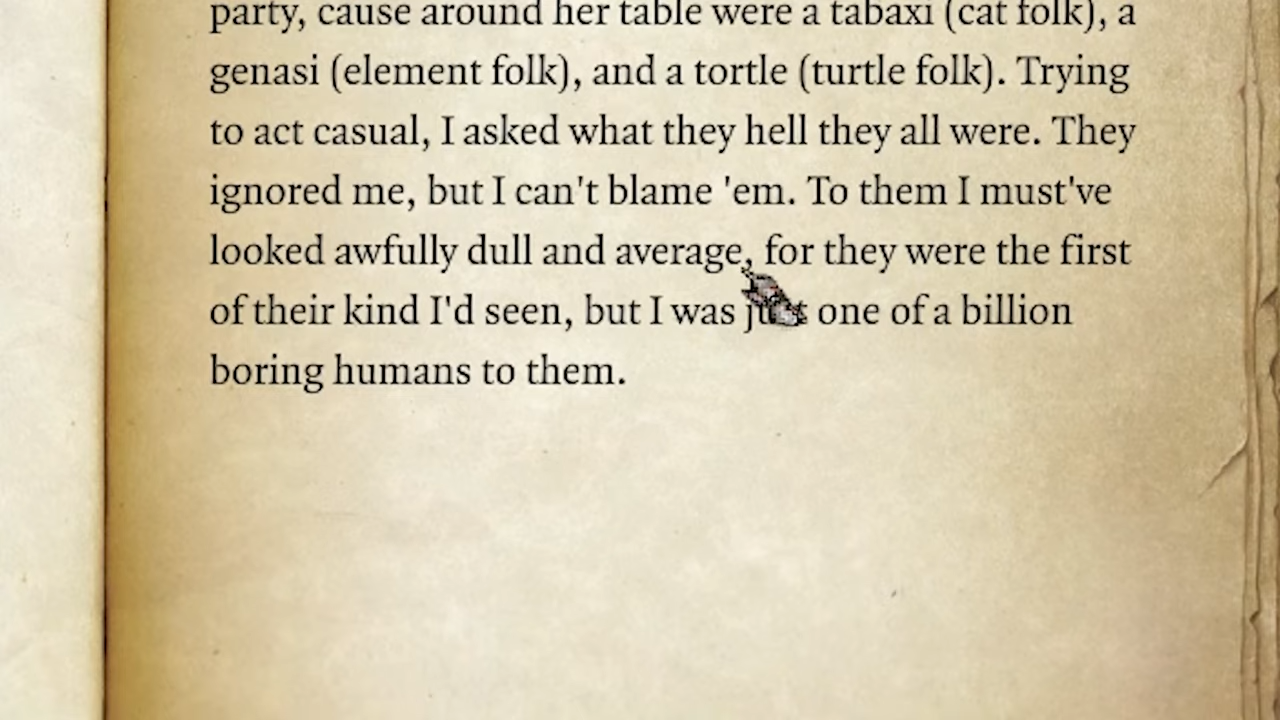 party, cause around her table were a tabaxi (cat folk), a
genasi (element folk), and a tortle (turtle folk). Trying
to act casual, I asked what they hell they all were. They
ignored me, but I can't blame 'em. To them I must've
looked awfully dull and average, for they were the first
of their kind I'd seen, but I was just one of a billion
boring humans to them.